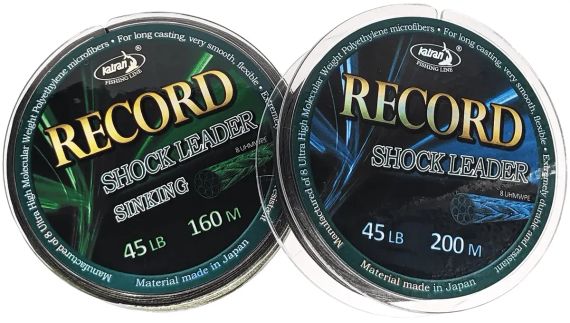 katran
FISHING LINE
Manufactured of 8 Ultra High Molecular Weight Polyethylene microfibers • For long casting, very smooth, flexible • Extremely
RECORD
SHOCK LEADER
SINKING
8 UHMWPE
45 LB 160 M
Material made in Japan
katran
FISHING LINE
Manufactured of 8 Ultra High Molecular Weight Polyethylene microfibers • For long casting, very smooth, flexible • Extremely durable and resistant
RECORD
SHOCK LEADER
8 UHMWPE
45 LB 200 M
Material made in Japan